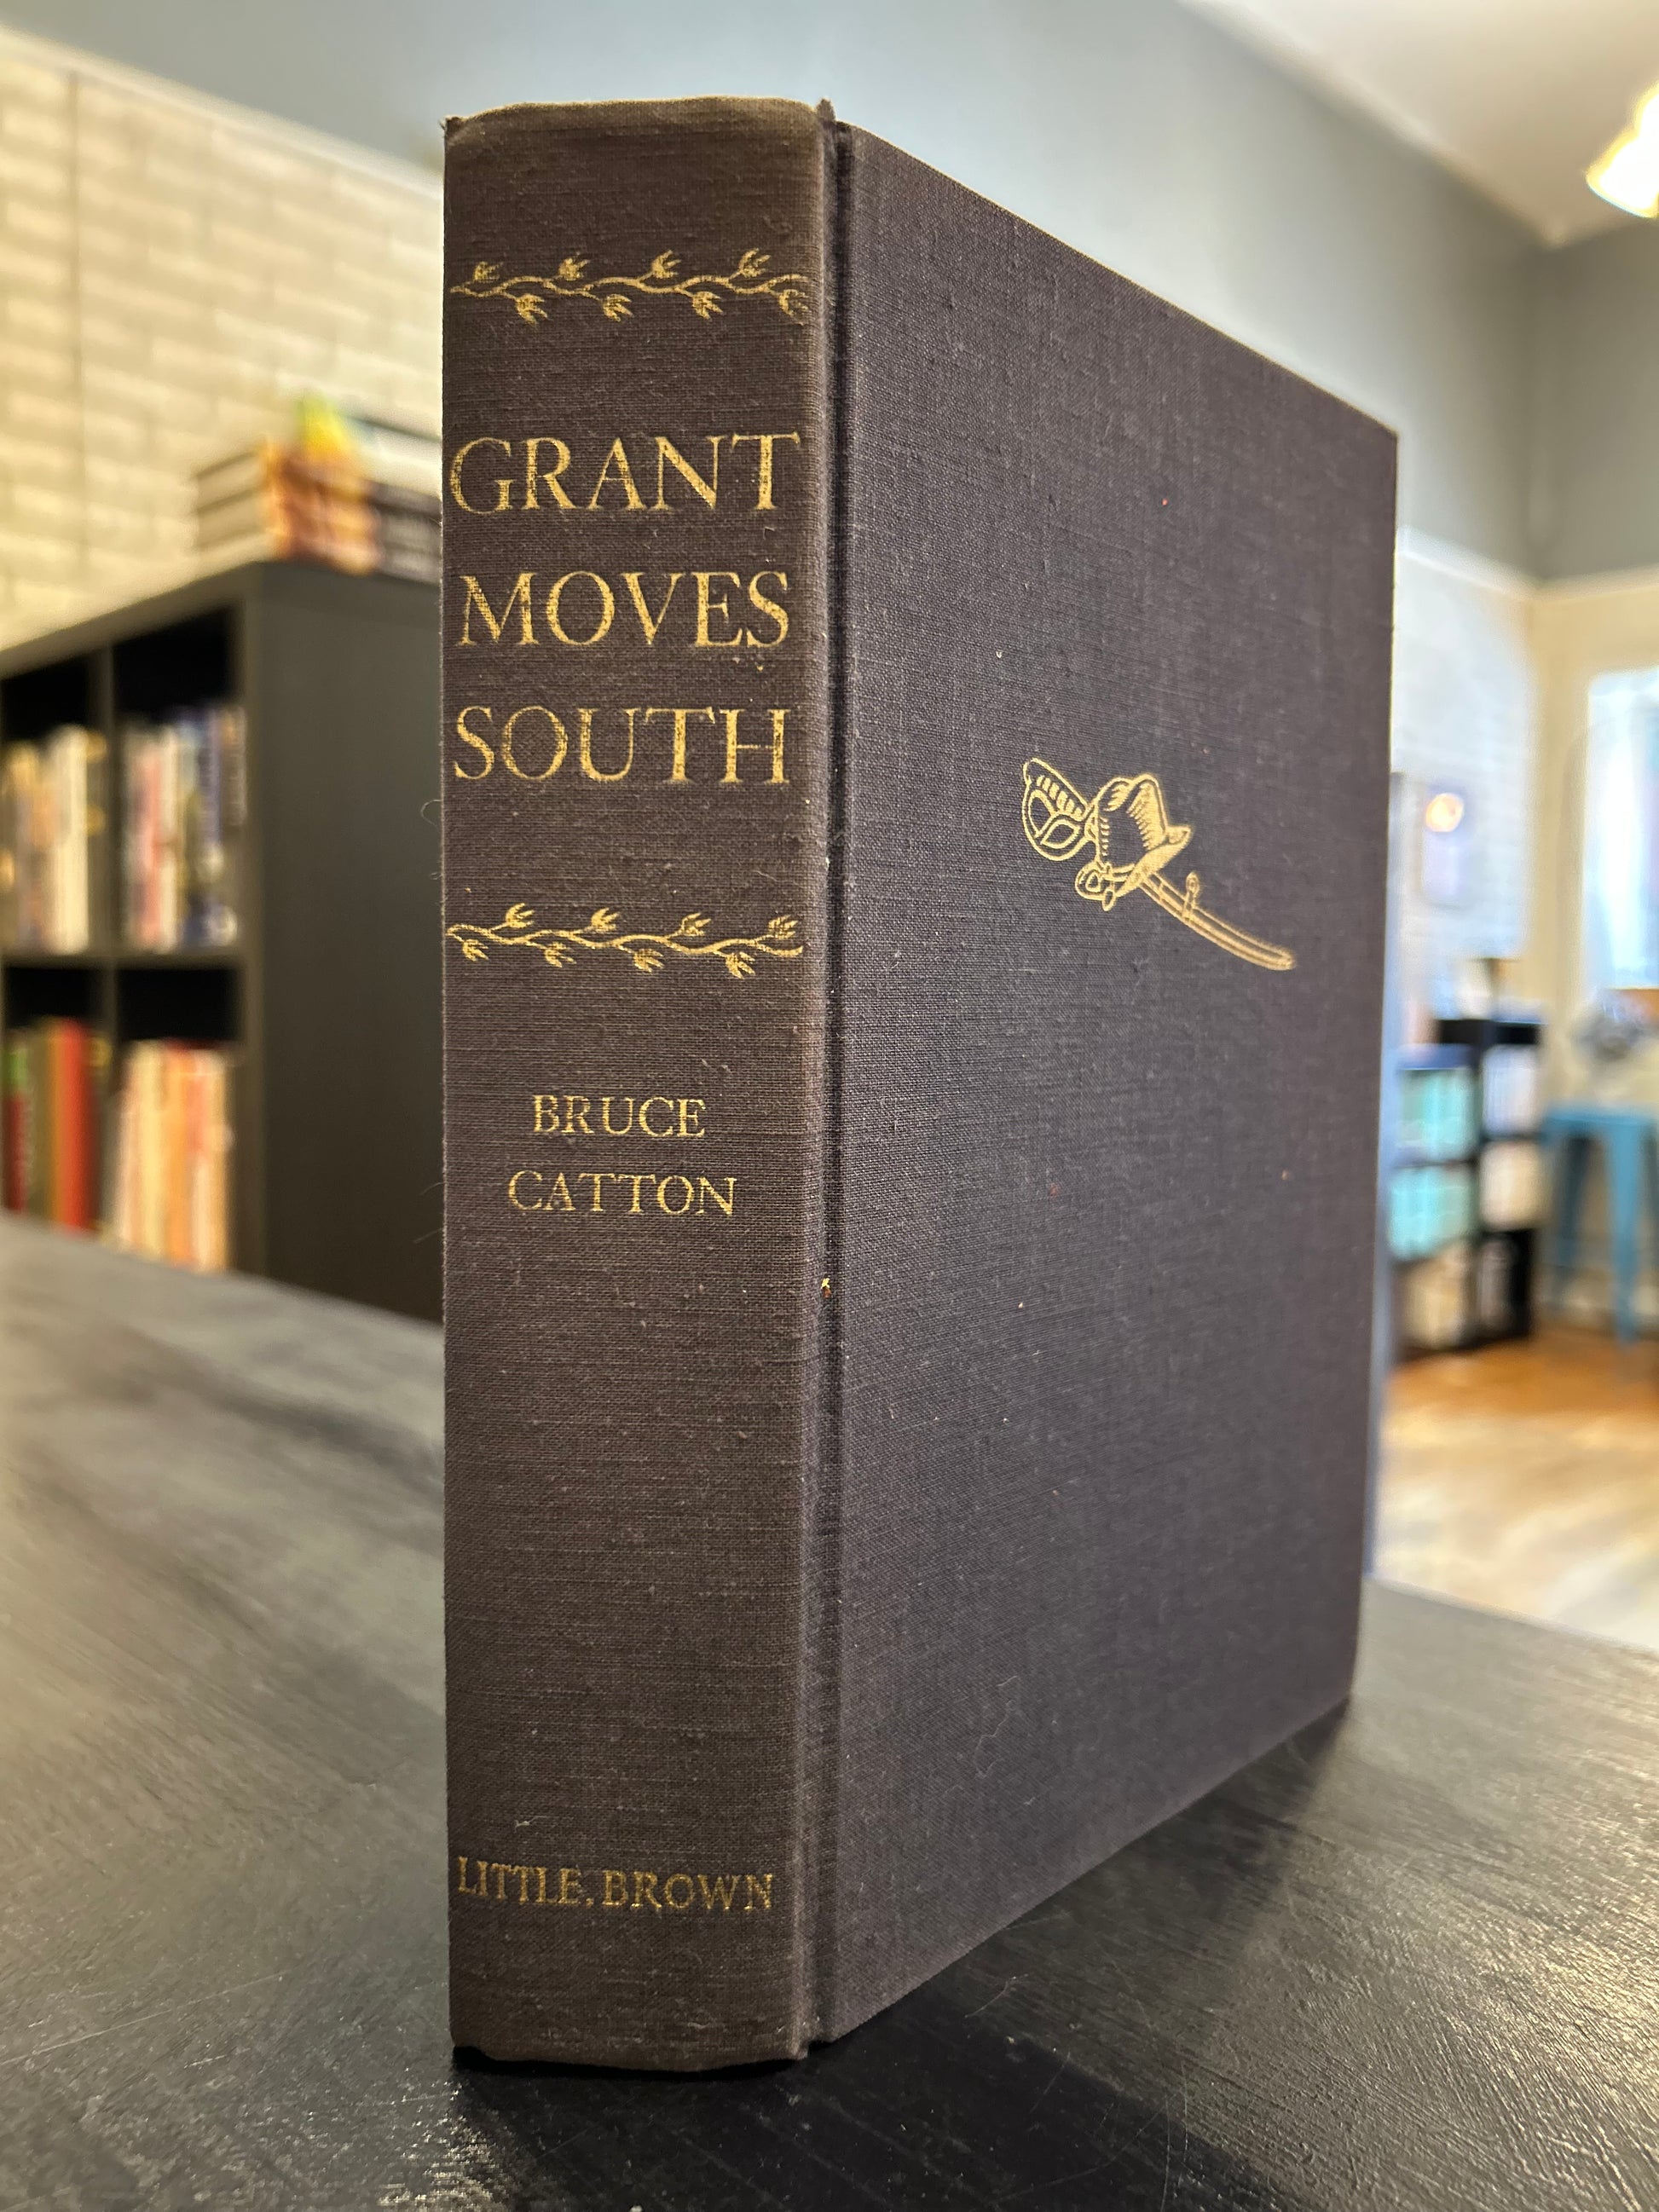 GRANT
MOVES
SOUTH
BRUCE
CATTON
LITTLE, BROWN